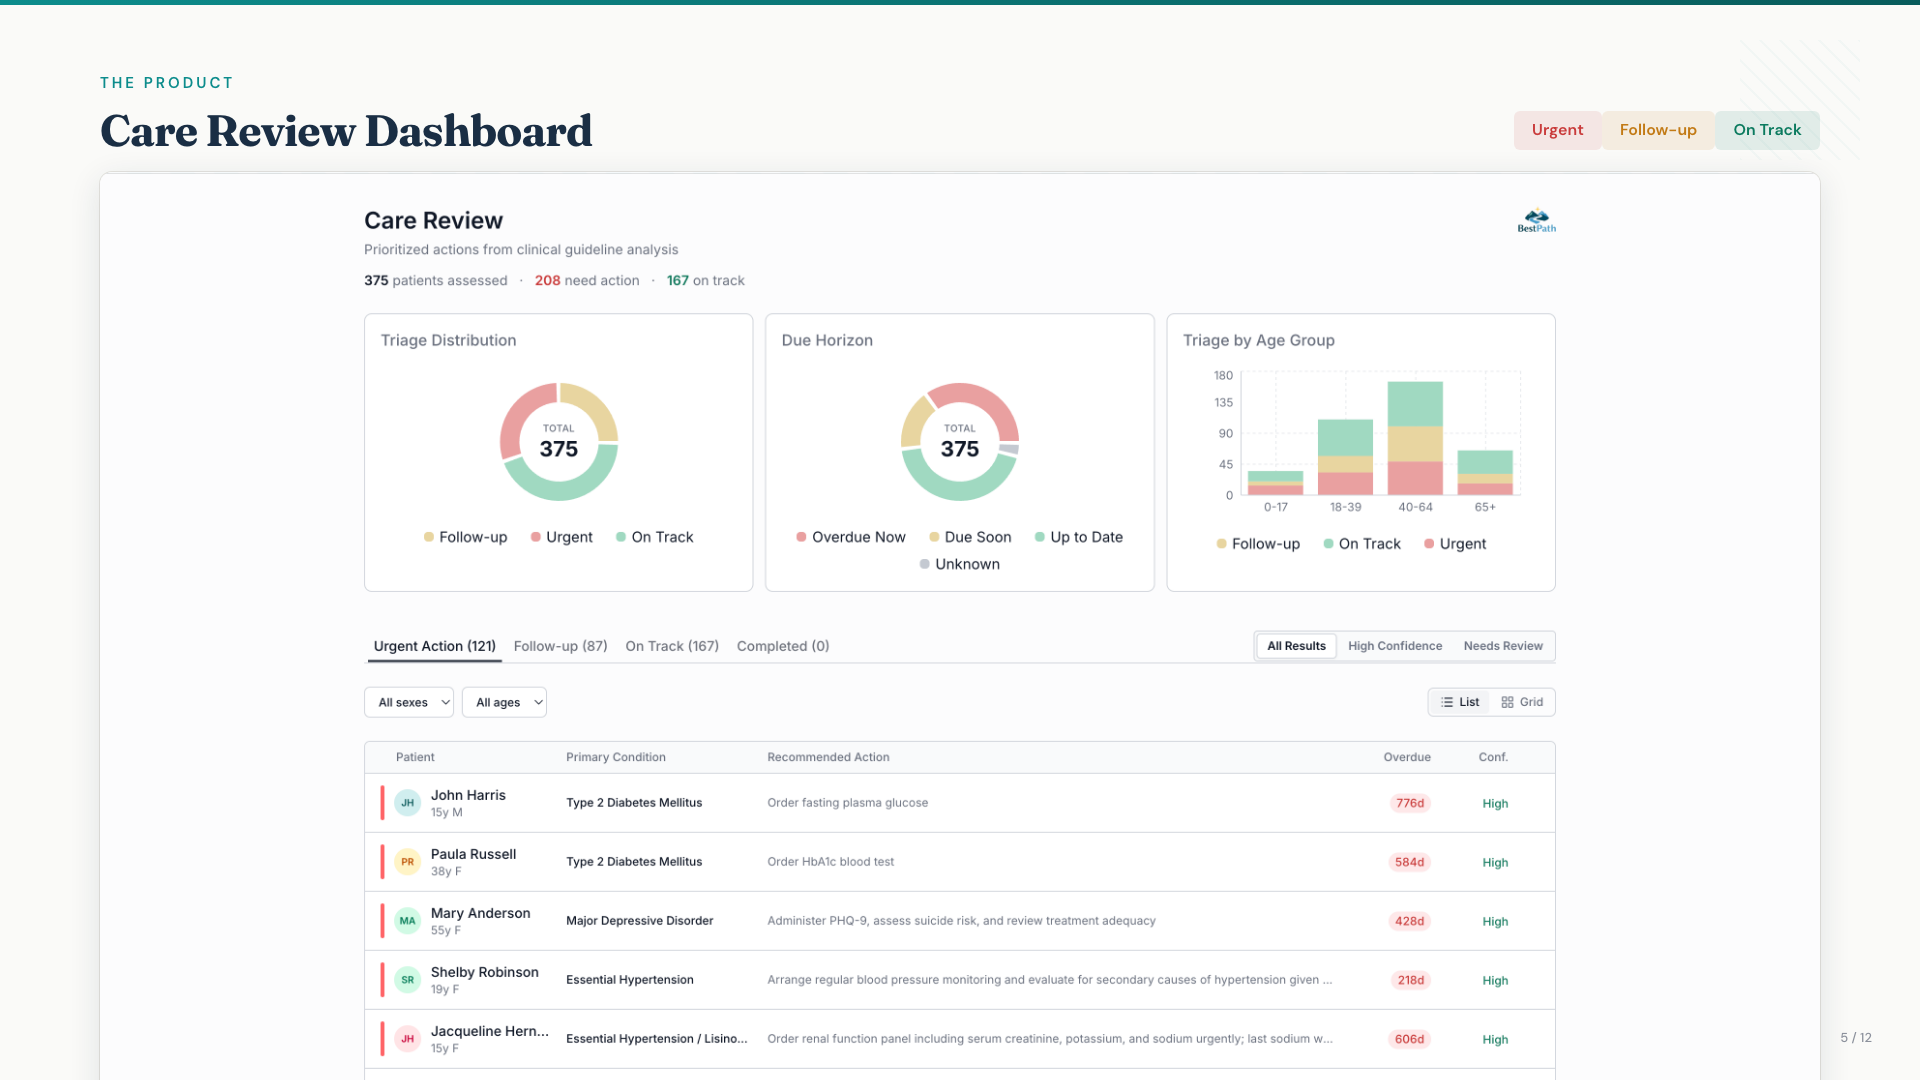 THE PRODUCT
Care Review Dashboard
Urgent
Follow-up
On Track
Care Review
BestPath
Prioritized actions from clinical guideline analysis
375 patients assessed · 208 need action · 167 on track
Triage Distribution
TOTAL
375
Follow-up
Urgent
On Track
Due Horizon
TOTAL
375
Overdue Now
Due Soon
Up to Date
Unknown
Triage by Age Group
180
135
90
45
0
0-17
18-39
40-64
65+
Follow-up
On Track
Urgent
Urgent Action (121)
Follow-up (87)
On Track (167)
Completed (0)
All Results
High Confidence
Needs Review
All sexes
All ages
List
Grid
Patient
Primary Condition
Recommended Action
Overdue
Conf.
JH
John Harris
15y M
Type 2 Diabetes Mellitus
Order fasting plasma glucose
776d
High
PR
Paula Russell
38y F
Type 2 Diabetes Mellitus
Order HbA1c blood test
584d
High
MA
Mary Anderson
55y F
Major Depressive Disorder
Administer PHQ-9, assess suicide risk, and review treatment adequacy
428d
High
SR
Shelby Robinson
19y F
Essential Hypertension
Arrange regular blood pressure monitoring and evaluate for secondary causes of hypertension given ...
218d
High
JH
Jacqueline Hern...
15y F
Essential Hypertension / Lisino...
Order renal function panel including serum creatinine, potassium, and sodium urgently; last sodium w...
606d
High
5 / 12